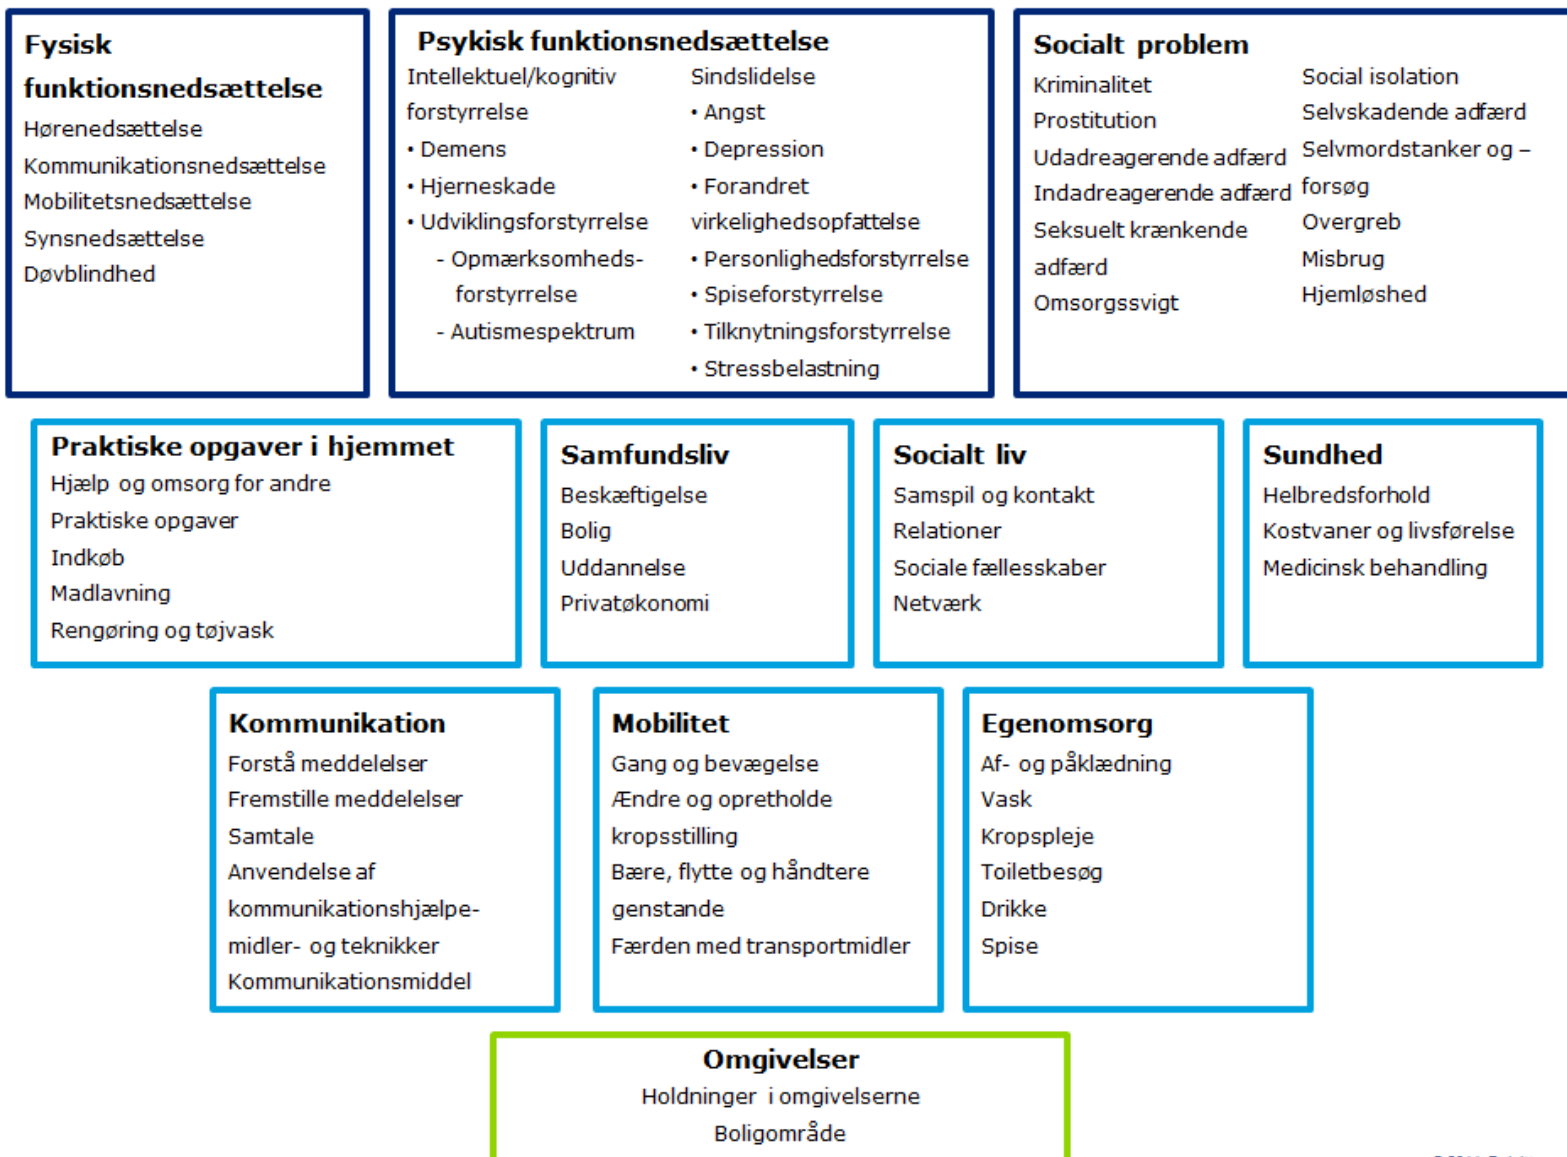 Fysisk
funktionsnedsættelse
Hørenedsættelse
Kommunikationsnedsættelse
Mobilitetsnedsættelse
Synsnedsættelse
Døvblindhed
Psykisk funktionsnedsættelse
Intellektuel/kognitiv
forstyrrelse
• Demens
• Hjerneskade
• Udviklingsforstyrrelse
- Opmærksomheds-
forstyrrelse
- Autismespektrum
Sindslidelse
• Angst
• Depression
• Forandret
virkelighedsopfattelse
• Personlighedsforstyrrelse
• Spiseforstyrrelse
• Tilknytningsforstyrrelse
• Stressbelastning
Socialt problem
Kriminalitet
Prostitution
Udadreagerende adfærd
Indadreagerende adfærd
Seksuelt krænkende
adfærd
Omsorgssvigt
Social isolation
Selvskadende adfærd
Selvmordstanker og –
forsøg
Overgreb
Misbrug
Hjemløshed
Praktiske opgaver i hjemmet
Hjælp og omsorg for andre
Praktiske opgaver
Indkøb
Madlavning
Rengøring og tøjvask
Samfundsliv
Beskæftigelse
Bolig
Uddannelse
Privatøkonomi
Socialt liv
Samspil og kontakt
Relationer
Sociale fællesskaber
Netværk
Sundhed
Helbredsforhold
Kostvaner og livsførelse
Medicinsk behandling
Kommunikation
Forstå meddelelser
Fremstille meddelelser
Samtale
Anvendelse af
kommunikationshjælpe-
midler- og teknikker
Kommunikationsmiddel
Mobilitet
Gang og bevægelse
Ændre og opretholde
kropsstilling
Bære, flytte og håndtere
genstande
Færden med transportmidler
Egenomsorg
Af- og påklædning
Vask
Kropspleje
Toiletbesøg
Drikke
Spise
Omgivelser
Holdninger i omgivelserne
Boligområde